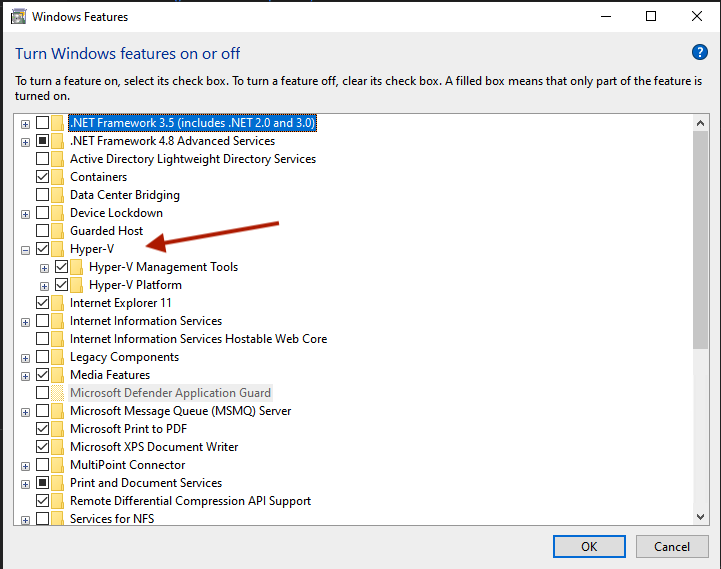 Windows Features
Turn Windows features on or off
To turn a feature on, select its check box. To turn a feature off, clear its check box. A filled box means that only part of the feature is
turned on.
.NET Framework 3.5 (includes .NET 2.0 and 3.0)
.NET Framework 4.8 Advanced Services
Active Directory Lightweight Directory Services
Containers
Data Center Bridging
Device Lockdown
Guarded Host
Hyper-V
Hyper-V Management Tools
Hyper-V Platform
Internet Explorer 11
Internet Information Services
Internet Information Services Hostable Web Core
Legacy Components
Media Features
Microsoft Defender Application Guard
Microsoft Message Queue (MSMQ) Server
Microsoft Print to PDF
Microsoft XPS Document Writer
MultiPoint Connector
Print and Document Services
Remote Differential Compression API Support
Services for NFS
OK
Cancel